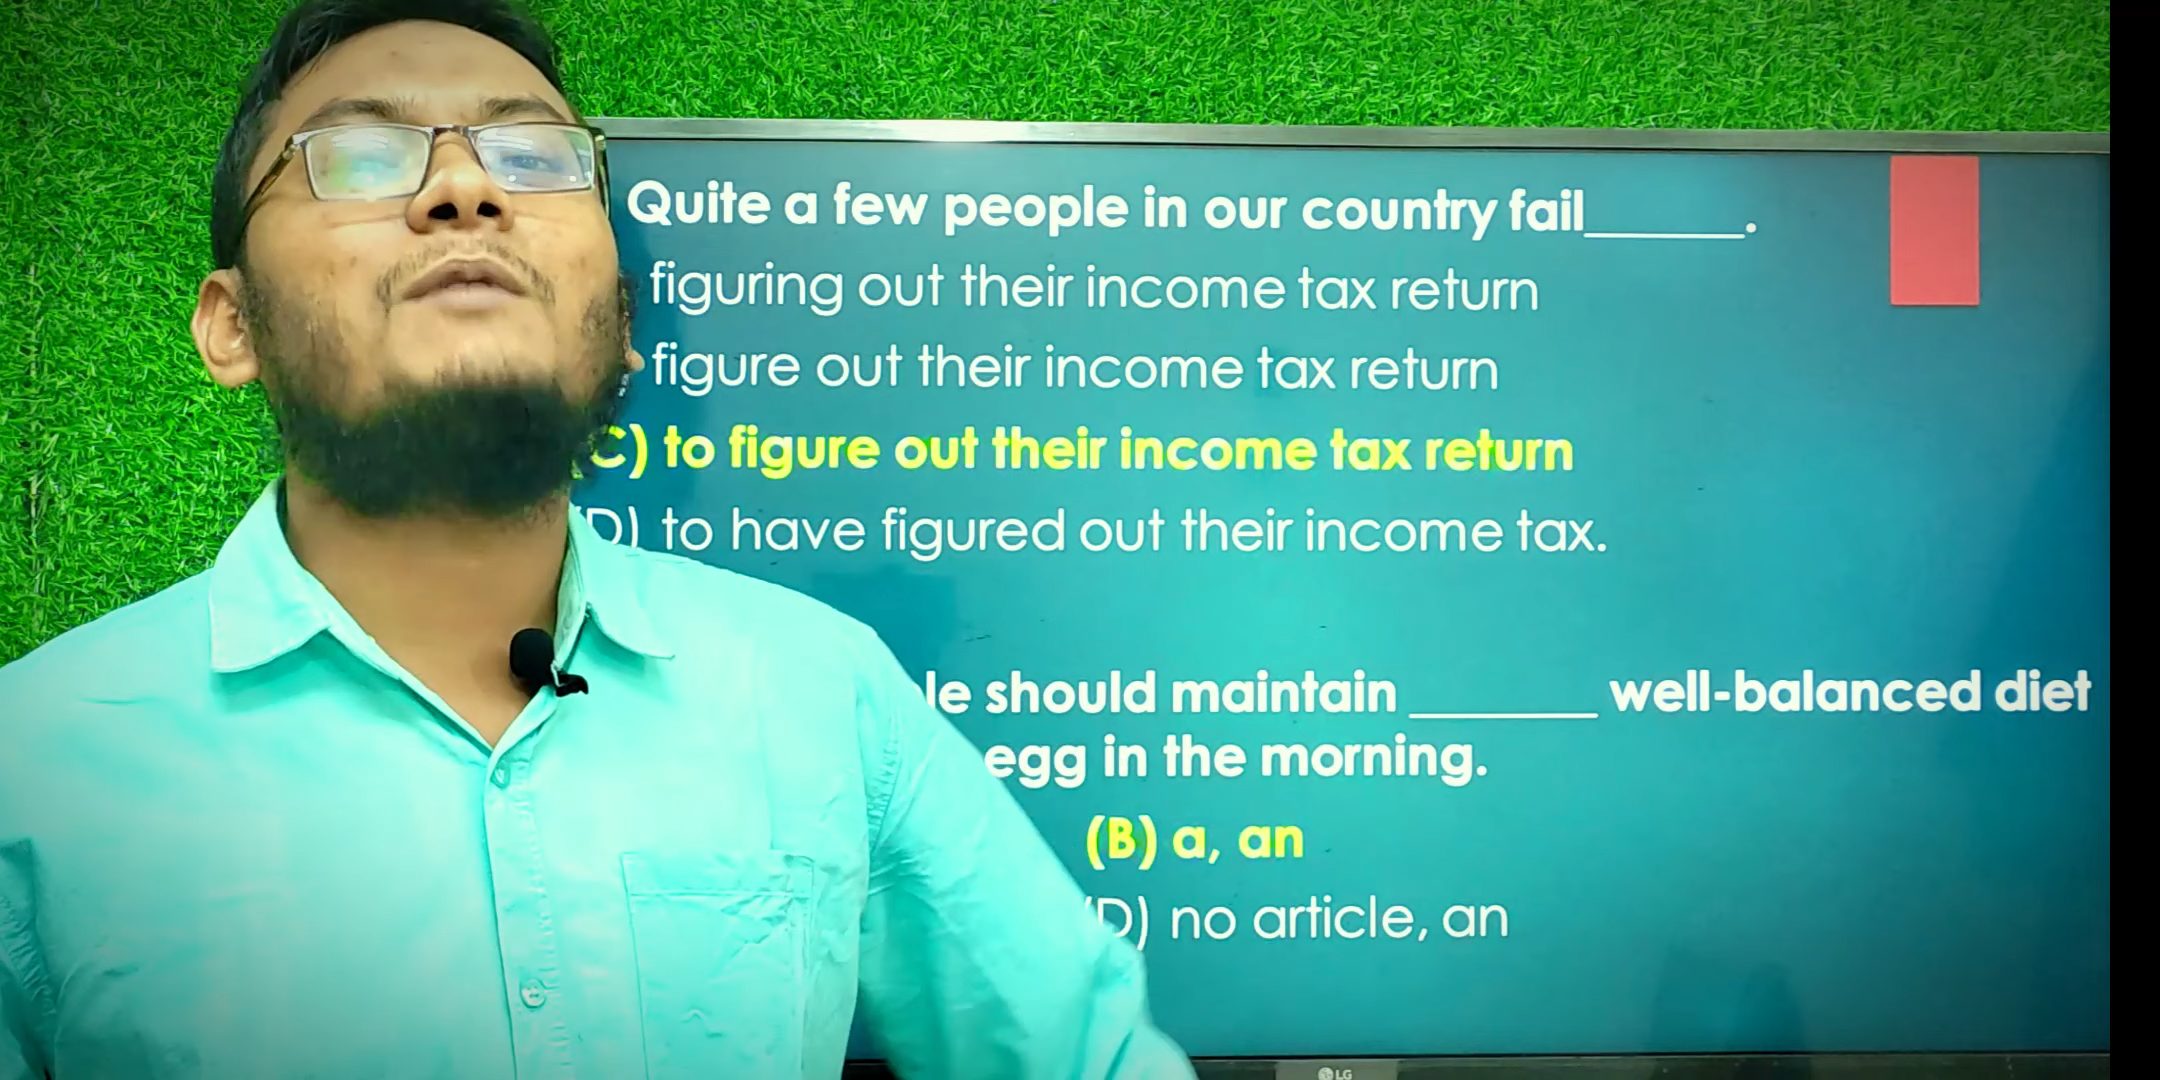 Quite a few people in our country fail______.
figuring out their income tax return
figure out their income tax return
C) to figure out their income tax return
(D) to have figured out their income tax.
should maintain ______ well-balanced diet
egg in the morning.
(B) a, an
(D) no article, an
LG